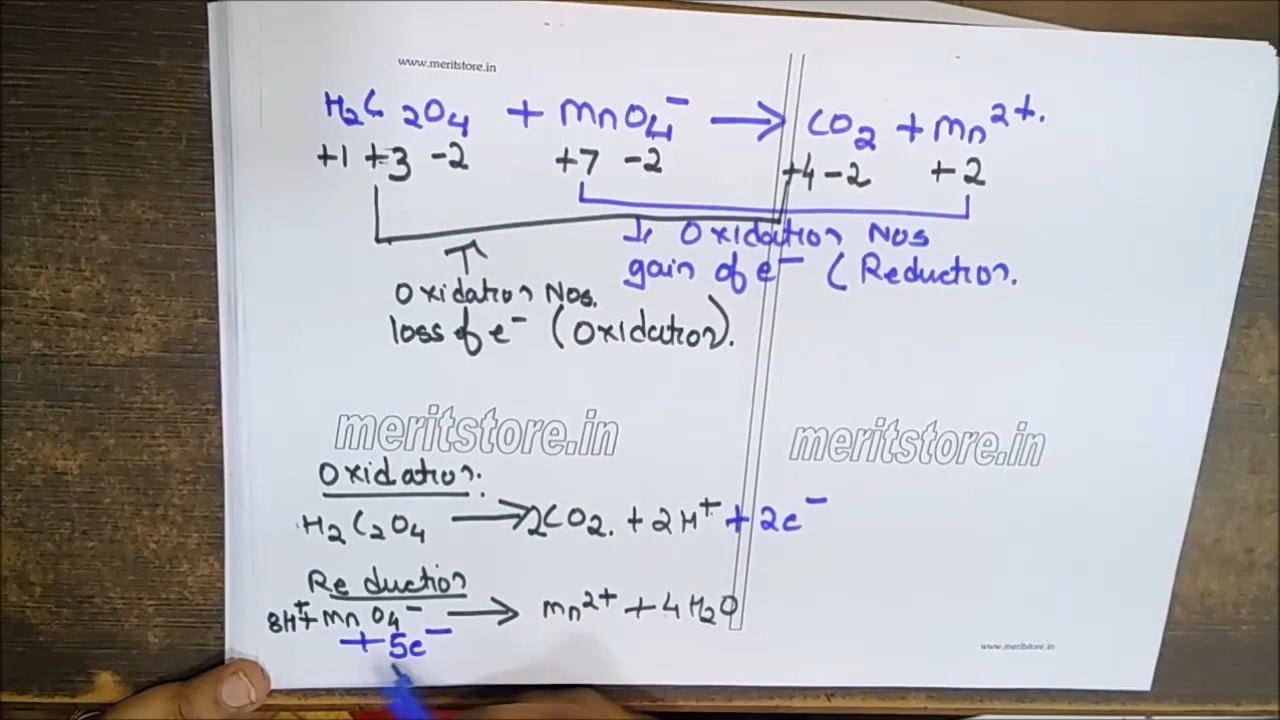 www.meritstore.in
H₂C₂O₄ + MnO₄⁻ → CO₂ + Mn²⁺.
+1 +3 -2 +7 -2 +4 -2 +2
↓ Oxidation Nos
gain of e⁻ (Reduction.
↑
Oxidation Nos.
loss of e⁻ (Oxidation).
meritstore.in meritstore.in
Oxidation.
H₂C₂O₄ → 2CO₂. + 2H⁺ + 2e⁻
Reduction
8H⁺+ MnO₄⁻ → Mn²⁺ + 4H₂O
+ 5e⁻
www.meritstore.in